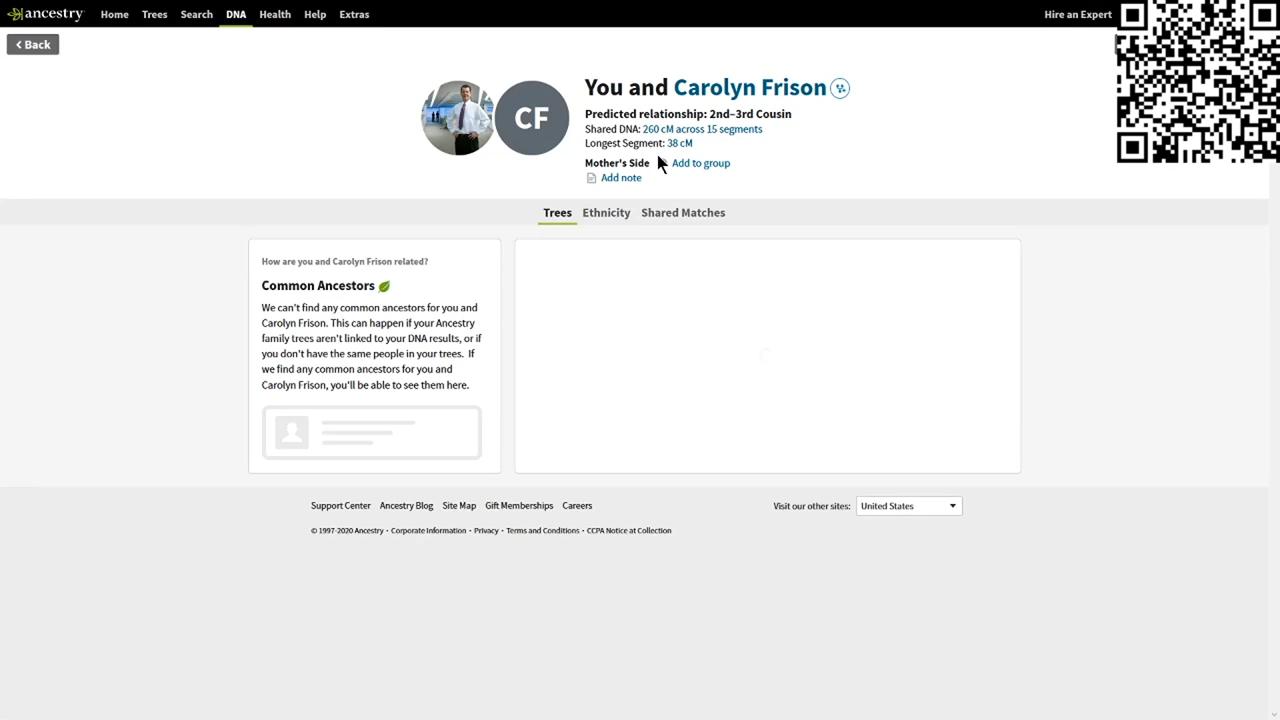 ancestry Home Trees Search DNA Health Help Extras Hire an Expert
Back
You and Carolyn Frison
CF
Predicted relationship: 2nd–3rd Cousin
Shared DNA: 260 cM across 15 segments
Longest Segment: 38 cM
Mother's Side Add to group
Add note
Trees Ethnicity Shared Matches
How are you and Carolyn Frison related?
Common Ancestors
We can't find any common ancestors for you and
Carolyn Frison. This can happen if your Ancestry
family trees aren't linked to your DNA results, or if
you don't have the same people in your trees. If
we find any common ancestors for you and
Carolyn Frison, you'll be able to see them here.
Support Center Ancestry Blog Site Map Gift Memberships Careers
Visit our other sites: United States
© 1997-2020 Ancestry • Corporate Information • Privacy • Terms and Conditions • CCPA Notice at Collection